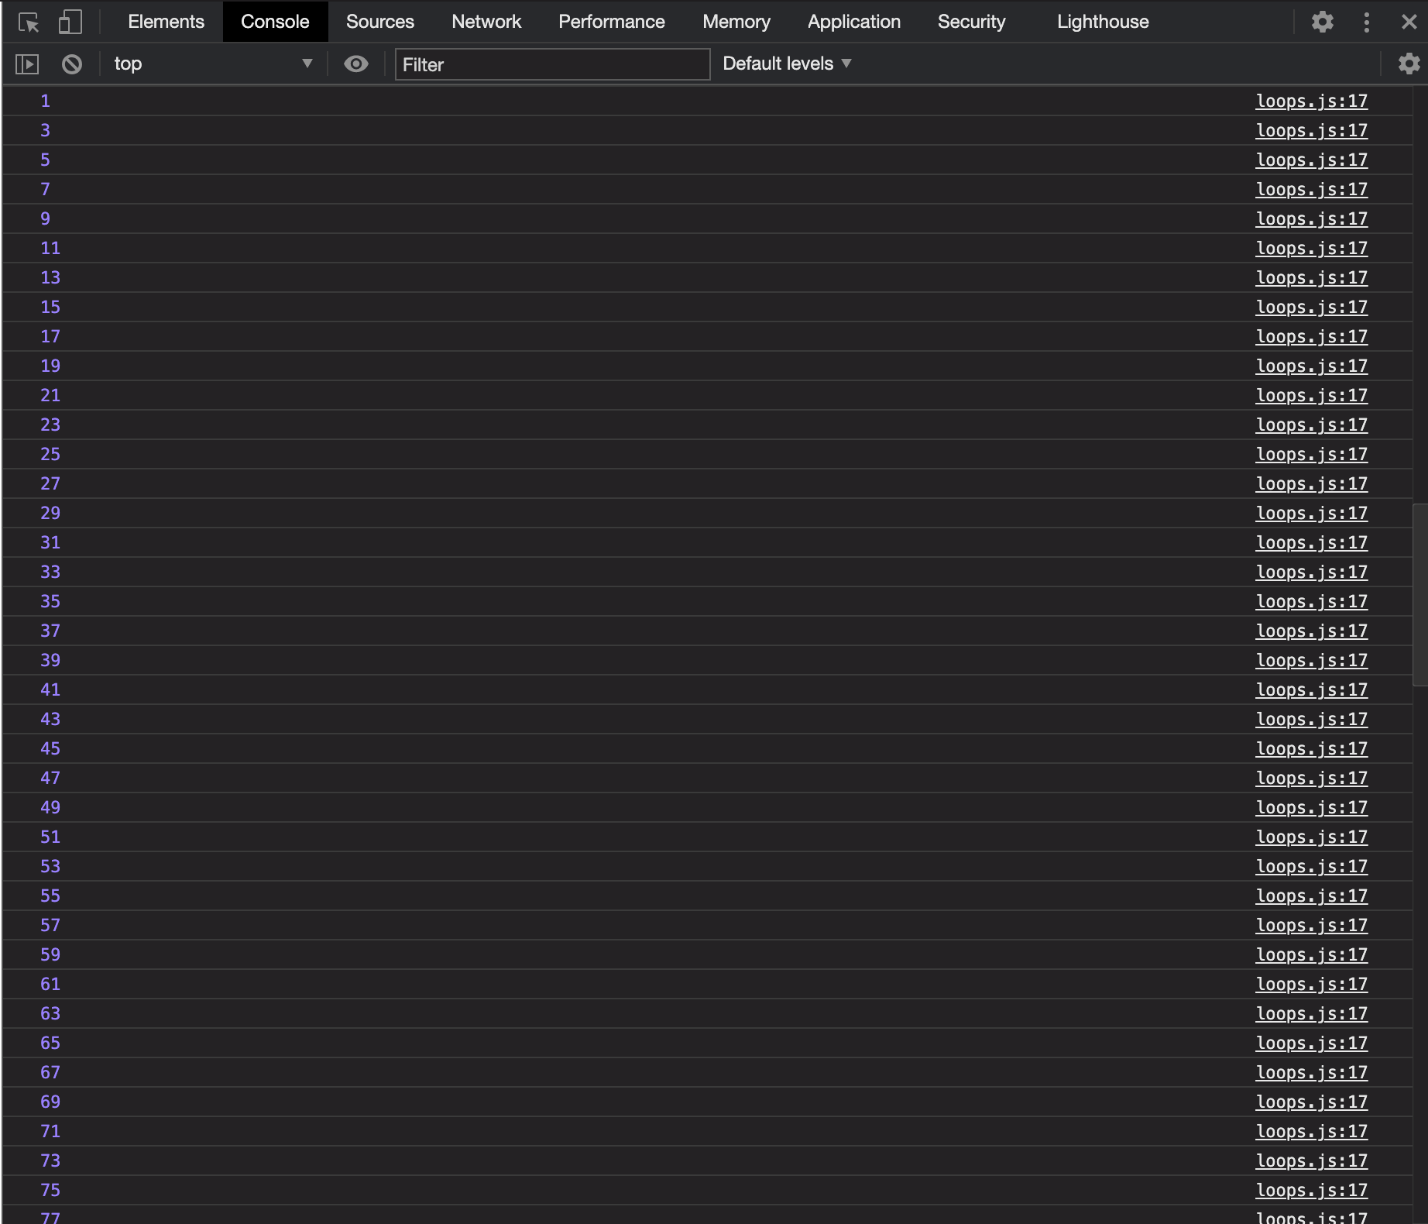 Elements Console Sources Network Performance Memory Application Security Lighthouse
top Filter Default levels
1 loops.js:17
3 loops.js:17
5 loops.js:17
7 loops.js:17
9 loops.js:17
11 loops.js:17
13 loops.js:17
15 loops.js:17
17 loops.js:17
19 loops.js:17
21 loops.js:17
23 loops.js:17
25 loops.js:17
27 loops.js:17
29 loops.js:17
31 loops.js:17
33 loops.js:17
35 loops.js:17
37 loops.js:17
39 loops.js:17
41 loops.js:17
43 loops.js:17
45 loops.js:17
47 loops.js:17
49 loops.js:17
51 loops.js:17
53 loops.js:17
55 loops.js:17
57 loops.js:17
59 loops.js:17
61 loops.js:17
63 loops.js:17
65 loops.js:17
67 loops.js:17
69 loops.js:17
71 loops.js:17
73 loops.js:17
75 loops.js:17
77 loops.js:17